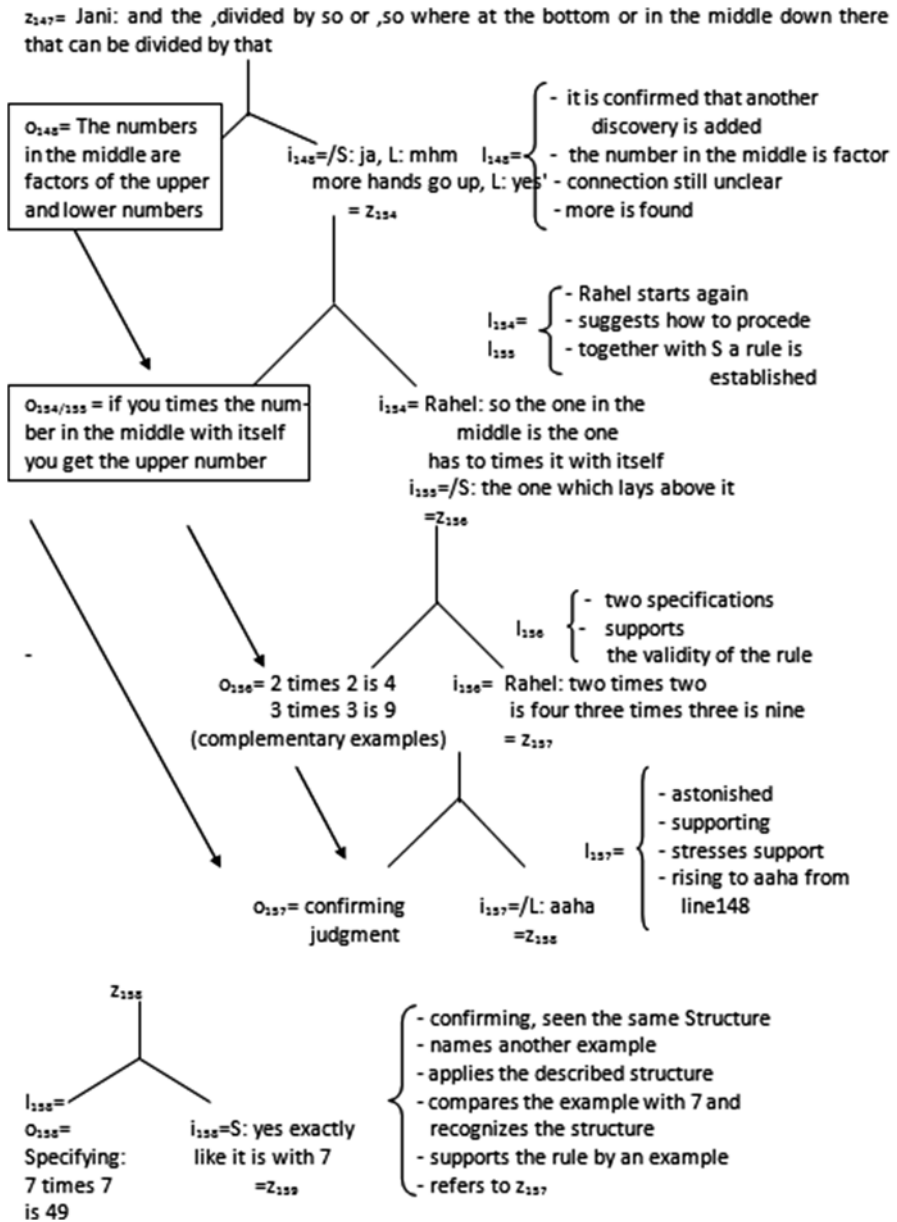 z₁₄₇= Jani: and the ,divided by so or ,so where at the bottom or in the middle down there
that can be divided by that
o₁₄₈= The numbers
in the middle are
factors of the upper
and lower numbers
i₁₄₈=/S: ja, L: mhm
more hands go up, L: yes'
= z₁₅₄
I₁₄₈=
- it is confirmed that another
discovery is added
- the number in the middle is factor
- connection still unclear
- more is found
I₁₅₄=
I₁₅₅
- Rahel starts again
- suggests how to procede
- together with S a rule is
established
o₁₅₄/₁₅₅ = if you times the num-
ber in the middle with itself
you get the upper number
i₁₅₄= Rahel: so the one in the
middle is the one
has to times it with itself
i₁₅₅=/S: the one which lays above it
=z₁₅₆
I₁₅₆
- two specifications
- supports
the validity of the rule
-
o₁₅₆= 2 times 2 is 4
3 times 3 is 9
(complementary examples)
i₁₅₆= Rahel: two times two
is four three times three is nine
= z₁₅₇
I₁₅₇=
- astonished
- supporting
- stresses support
- rising to aaha from
line148
o₁₅₇= confirming
judgment
i₁₅₇=/L: aaha
=z₁₅₈
z₁₅₈
I₁₅₈=
o₁₅₈=
Specifying:
7 times 7
is 49
i₁₅₈=S: yes exactly
like it is with 7
=z₁₅₉
- confirming, seen the same Structure
- names another example
- applies the described structure
- compares the example with 7 and
recognizes the structure
- supports the rule by an example
- refers to z₁₅₇